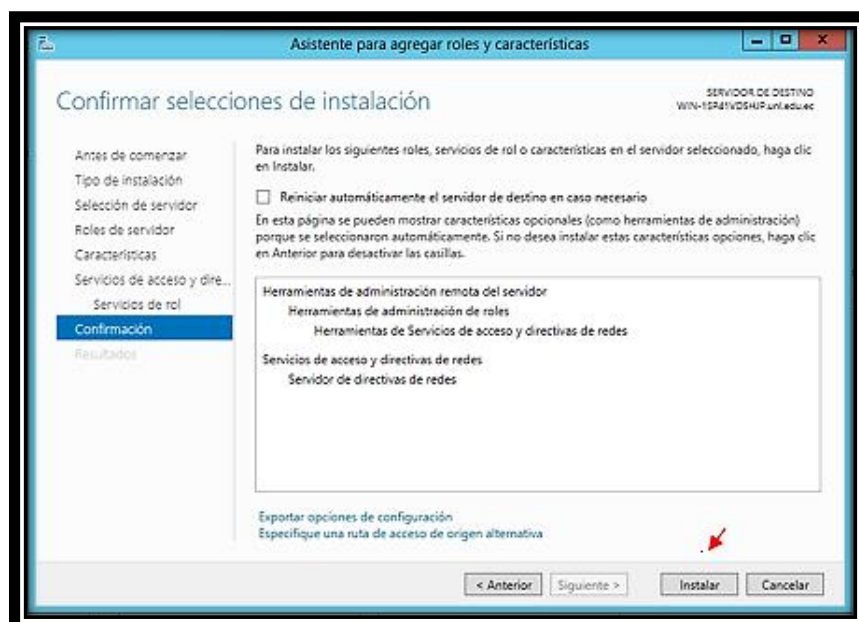 Asistente para agregar roles y características
Confirmar selecciones de instalación
SERVIDOR DE DESTINO
WIN-1SP41VDSHJP.unl.edu.ec
Antes de comenzar
Tipo de instalación
Selección de servidor
Roles de servidor
Características
Servicios de acceso y dire...
Servicios de rol
Confirmación
Resultados
Para instalar los siguientes roles, servicios de rol o características en el servidor seleccionado, haga clic
en Instalar.
Reiniciar automáticamente el servidor de destino en caso necesario
En esta página se pueden mostrar características opcionales (como herramientas de administración)
porque se seleccionaron automáticamente. Si no desea instalar estas características opciones, haga clic
en Anterior para desactivar las casillas.
Herramientas de administración remota del servidor
Herramientas de administración de roles
Herramientas de Servicios de acceso y directivas de redes
Servicios de acceso y directivas de redes
Servidor de directivas de redes
Exportar opciones de configuración
Especifique una ruta de acceso de origen alternativa
< Anterior
Siguiente >
Instalar
Cancelar